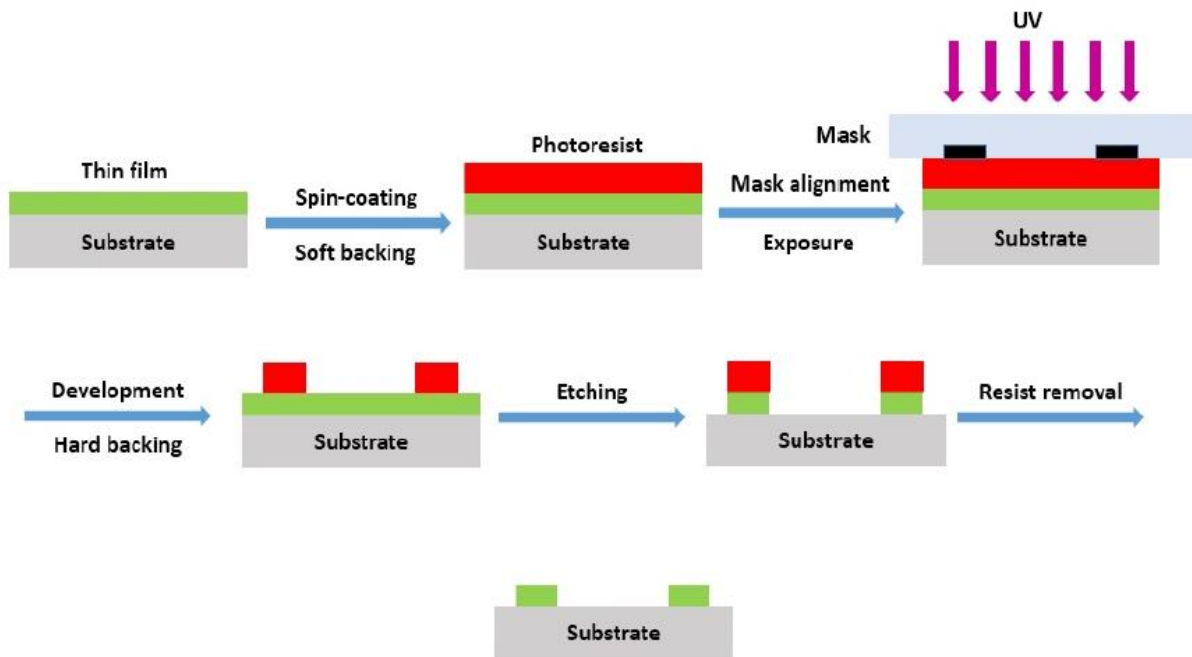 UV
Mask
Thin film
Substrate
Spin-coating
Soft backing
Photoresist
Substrate
Mask alignment
Exposure
Substrate
Development
Hard backing
Substrate
Etching
Substrate
Resist removal
Substrate